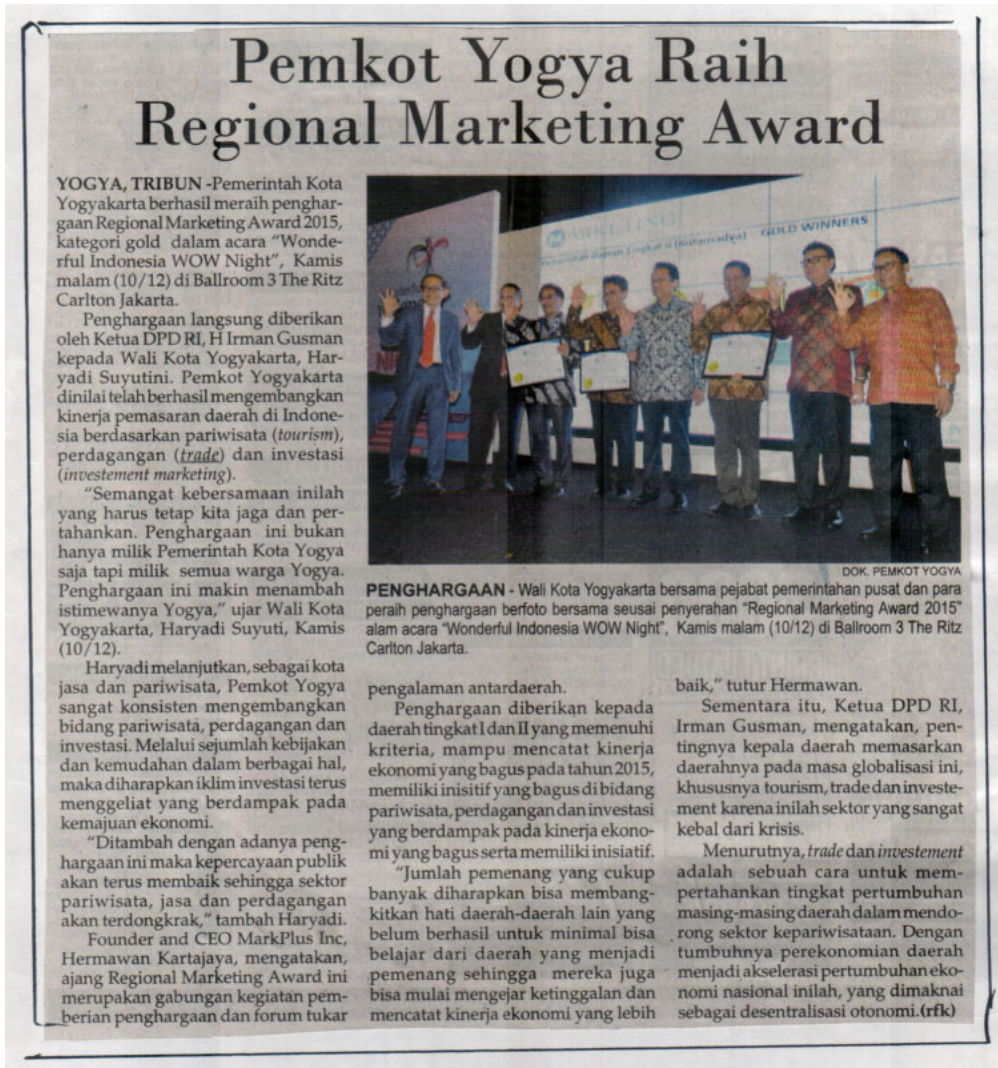 Pemkot Yogya Raih
Regional Marketing Award
YOGYA, TRIBUN -Pemerintah Kota
Yogyakarta berhasil meraih penghar-
gaan Regional Marketing Award 2015,
kategori gold dalam acara “Wonde-
rful Indonesia WOW Night”, Kamis
malam (10/12) di Ballroom 3 The Ritz
Carlton Jakarta.
Penghargaan langsung diberikan
oleh Ketua DPD RI, H Irman Gusman
kepada Wali Kota Yogyakarta, Har-
yadi Suyutini. Pemkot Yogyakarta
dinilai telah berhasil mengembangkan
kinerja pemasaran daerah di Indone-
sia berdasarkan pariwisata (tourism),
perdagangan (trade) dan investasi
(investement marketing).
“Semangat kebersamaan inilah
yang harus tetap kita jaga dan per-
tahankan. Penghargaan ini bukan
hanya milik Pemerintah Kota Yogya
saja tapi milik semua warga Yogya.
Penghargaan ini makin menambah
istimewanya Yogya,” ujar Wali Kota
Yogyakarta, Haryadi Suyuti, Kamis
(10/12).
Haryadi melanjutkan, sebagai kota
jasa dan pariwisata, Pemkot Yogya
sangat konsisten mengembangkan
bidang pariwisata, perdagangan dan
investasi. Melalui sejumlah kebijakan
dan kemudahan dalam berbagai hal,
maka diharapkan iklim investasi terus
menggeliat yang berdampak pada
kemajuan ekonomi.
“Ditambah dengan adanya peng-
hargaan ini maka kepercayaan publik
akan terus membaik sehingga sektor
pariwisata, jasa dan perdagangan
akan terdongkrak,” tambah Haryadi.
Founder and CEO MarkPlus Inc,
Hermawan Kartajaya, mengatakan,
ajang Regional Marketing Award ini
merupakan gabungan kegiatan pem-
berian penghargaan dan forum tukar
MARKETING
Pemerintah Daerah Tingkat II (Kotamadya) GOLD WINNERS
DOK. PEMKOT YOGYA
PENGHARGAAN - Wali Kota Yogyakarta bersama pejabat pemerintahan pusat dan para
peraih penghargaan berfoto bersama seusai penyerahan “Regional Marketing Award 2015”
alam acara “Wonderful Indonesia WOW Night”, Kamis malam (10/12) di Ballroom 3 The Ritz
Carlton Jakarta.
pengalaman antardaerah.
Penghargaan diberikan kepada
daerah tingkat I dan II yang memenuhi
kriteria, mampu mencatat kinerja
ekonomi yang bagus pada tahun 2015,
memiliki inisitif yang bagus di bidang
pariwisata, perdagangan dan investasi
yang berdampak pada kinerja ekono-
mi yang bagus serta memiliki inisiatif.
“Jumlah pemenang yang cukup
banyak diharapkan bisa membang-
kitkan hati daerah-daerah lain yang
belum berhasil untuk minimal bisa
belajar dari daerah yang menjadi
pemenang sehingga mereka juga
bisa mulai mengejar ketinggalan dan
mencatat kinerja ekonomi yang lebih
baik,” tutur Hermawan.
Sementara itu, Ketua DPD RI,
Irman Gusman, mengatakan, pen-
tingnya kepala daerah memasarkan
daerahnya pada masa globalisasi ini,
khususnya tourism, trade dan investe-
ment karena inilah sektor yang sangat
kebal dari krisis.
Menurutnya, trade dan investement
adalah sebuah cara untuk mem-
pertahankan tingkat pertumbuhan
masing-masing daerah dalam mendo-
rong sektor kepariwisataan. Dengan
tumbuhnya perekonomian daerah
menjadi akselerasi pertumbuhan eko-
nomi nasional inilah, yang dimaknai
sebagai desentralisasi otonomi.(rfk)